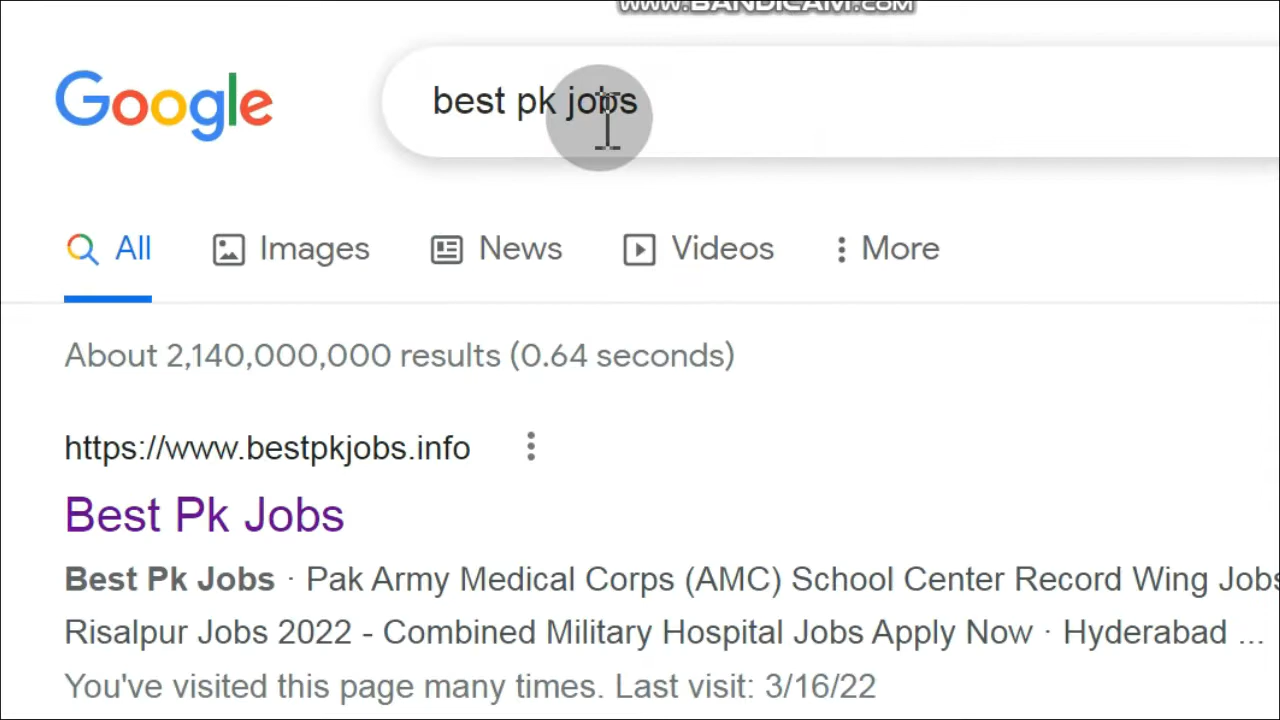 www.BANDICAM.com
Google
best pk jobs
All
Images
News
Videos
More
About 2,140,000,000 results (0.64 seconds)
https://www.bestpkjobs.info
Best Pk Jobs
Best Pk Jobs · Pak Army Medical Corps (AMC) School Center Record Wing Jobs
Risalpur Jobs 2022 - Combined Military Hospital Jobs Apply Now · Hyderabad ...
You've visited this page many times. Last visit: 3/16/22